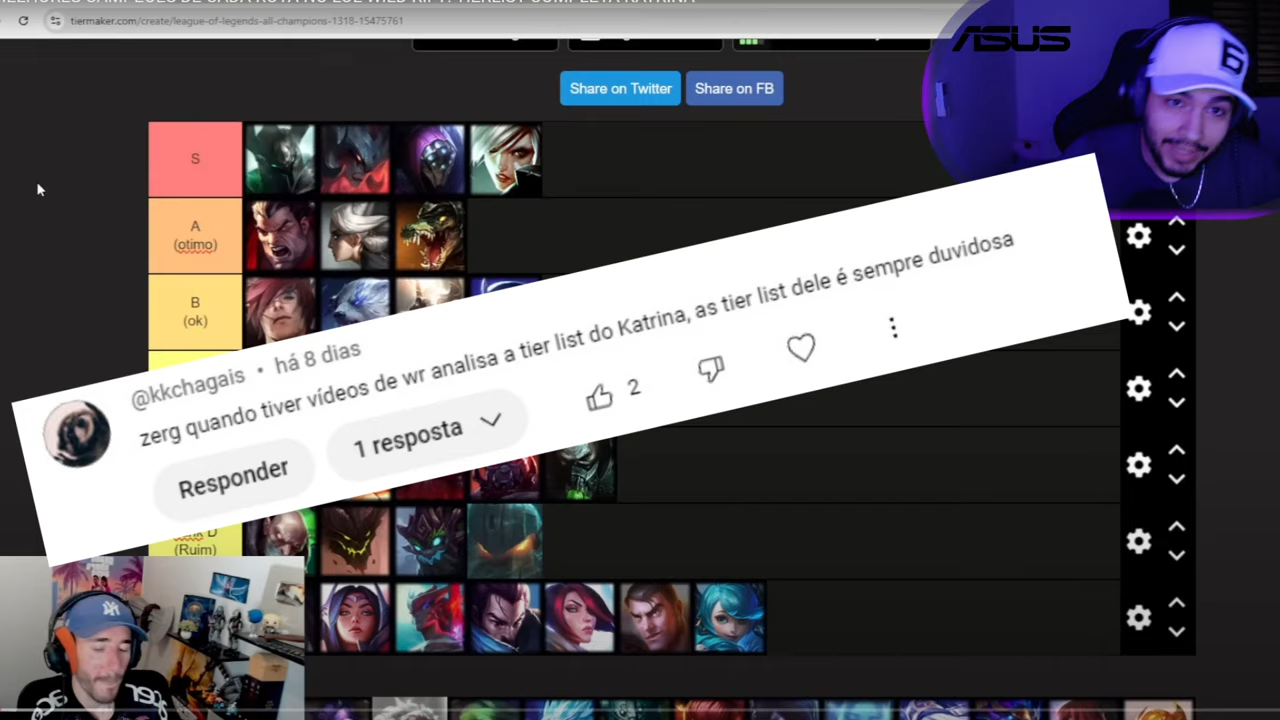 tiermaker.com/create/league-of-legends-all-champions-1318-15475761
ASUS
Share on Twitter
Share on FB
S
A
(otimo)
B
(ok)
@kkchagais • há 8 dias
zerg quando tiver vídeos de wr analisa a tier list do Katrina, as tier list dele é sempre duvidosa
Responder
1 resposta
2
D
(Ruim)